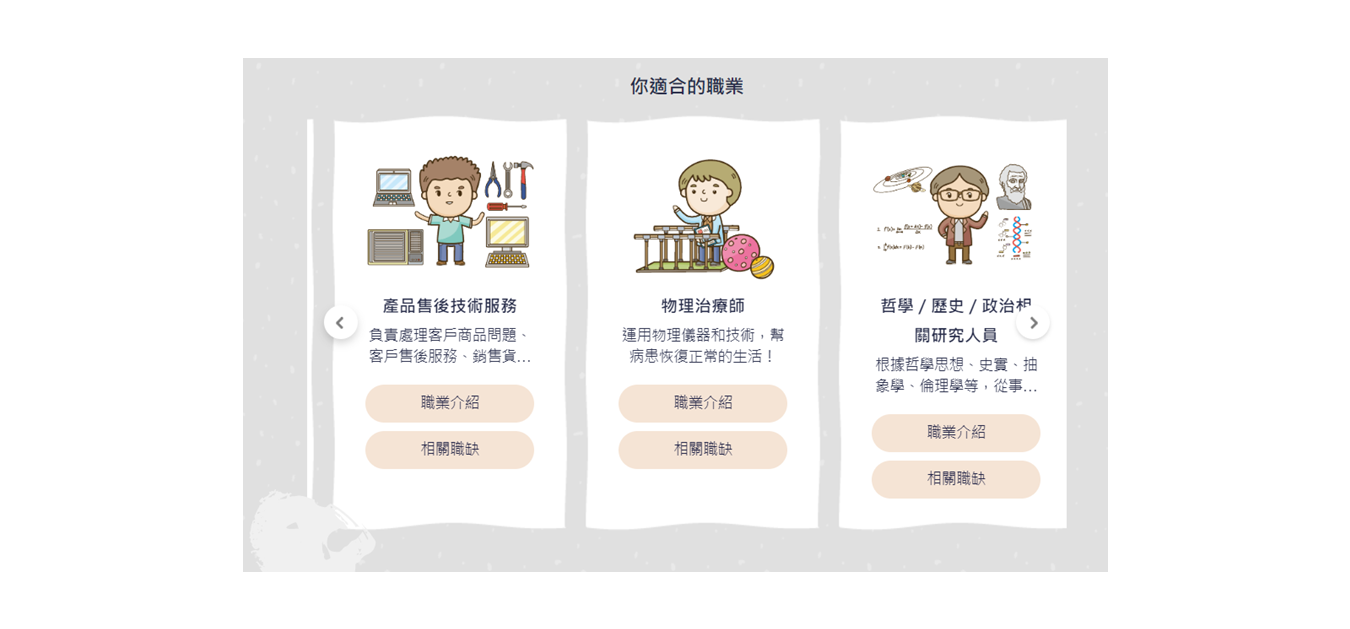 你適合的職業
產品售後技術服務
負責處理客戶商品問題、
客戶售後服務、銷售貨...
職業介紹
相關職缺
物理治療師
運用物理儀器和技術，幫
病患恢復正常的生活！
職業介紹
相關職缺
哲學 / 歷史 / 政治相
關研究人員
根據哲學思想、史實、抽
象學、倫理學等，從事...
職業介紹
相關職缺